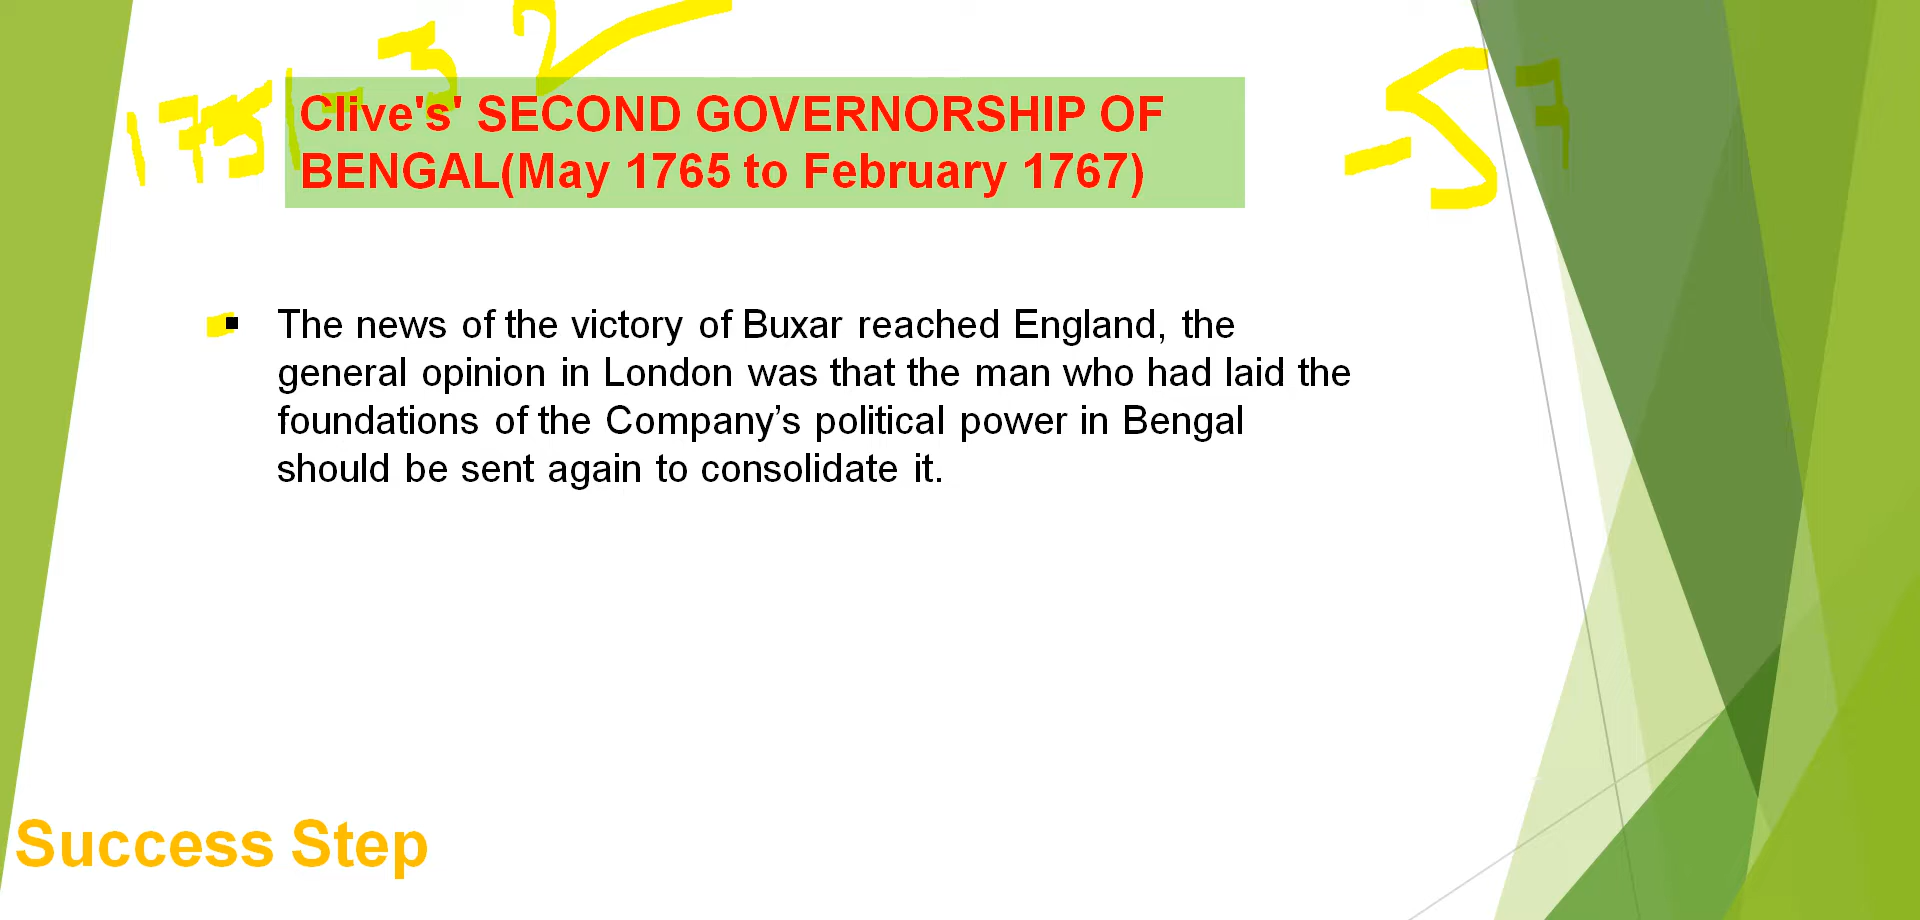 Clive's' SECOND GOVERNORSHIP OF
BENGAL(May 1765 to February 1767)
▪ The news of the victory of Buxar reached England, the
general opinion in London was that the man who had laid the
foundations of the Company’s political power in Bengal
should be sent again to consolidate it.
Success Step